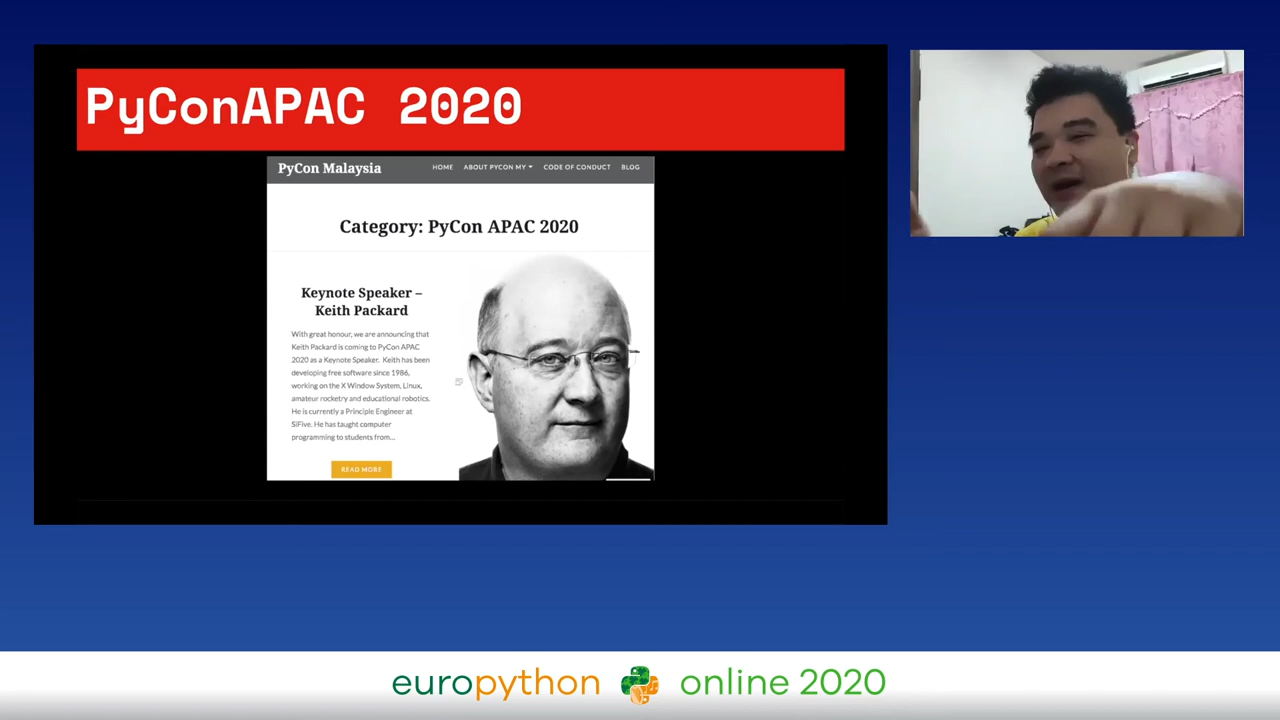 PyConAPAC 2020
PyCon Malaysia
HOME ABOUT PYCON MY CODE OF CONDUCT BLOG
Category: PyCon APAC 2020
Keynote Speaker –
Keith Packard
With great honour, we are announcing that
Keith Packard is coming to PyCon APAC
2020 as a Keynote Speaker. Keith has been
developing free software since 1986,
working on the X Window System, Linux,
amateur rocketry and educational robotics.
He is currently a Principle Engineer at
SiFive. He has taught computer
programming to students from...
READ MORE
europython online 2020